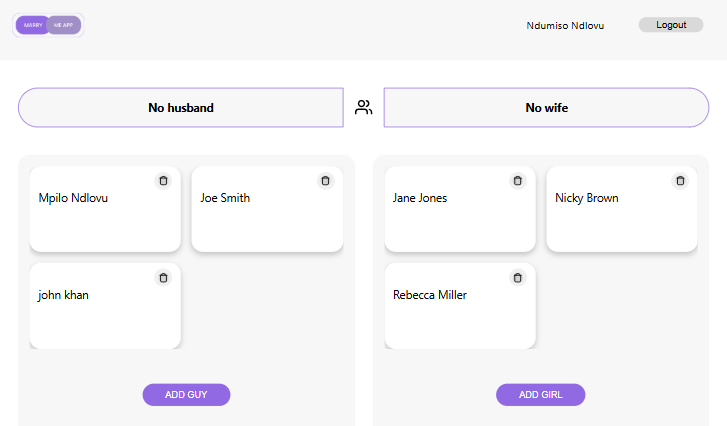 MARRY ME APP
Ndumiso Ndlovu
Logout
No husband
No wife
Mpilo Ndlovu
Joe Smith
Jane Jones
Nicky Brown
john khan
Rebecca Miller
ADD GUY
ADD GIRL